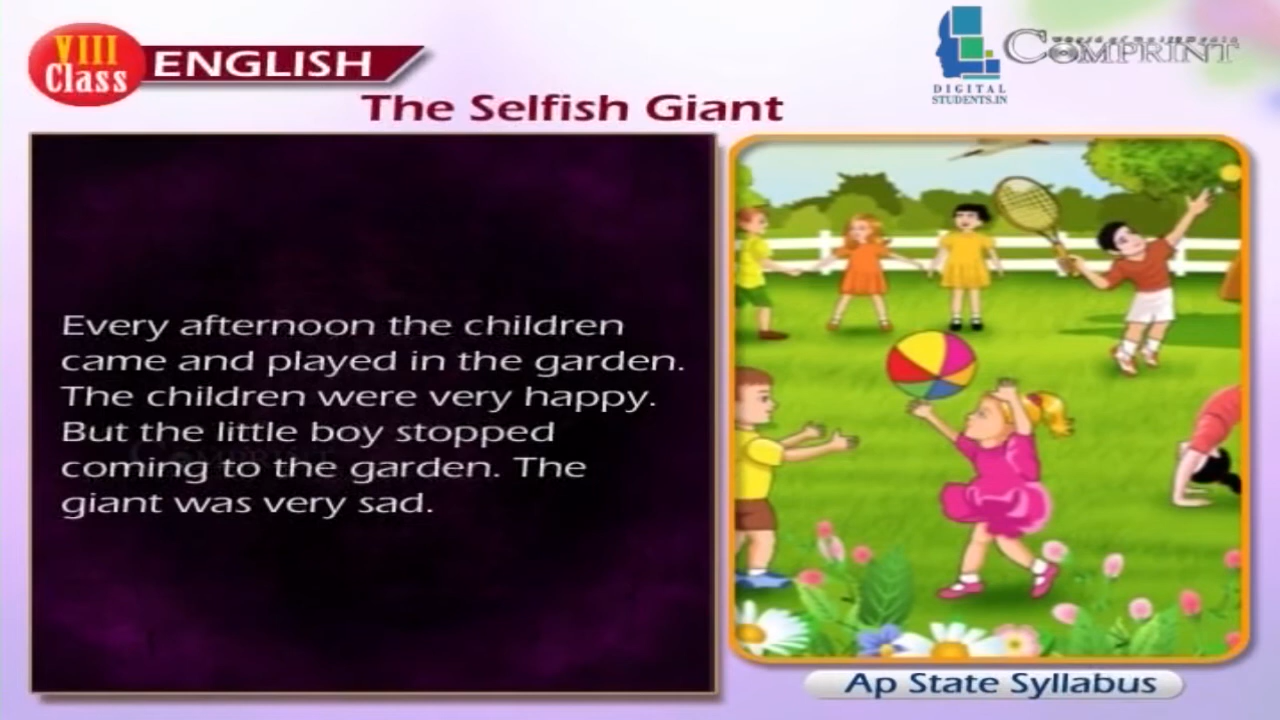 VIII
Class
ENGLISH
The Selfish Giant
DIGITAL
STUDENTS.IN
COMPRINT
Every afternoon the children
came and played in the garden.
The children were very happy.
But the little boy stopped
coming to the garden. The
giant was very sad.
Ap State Syllabus